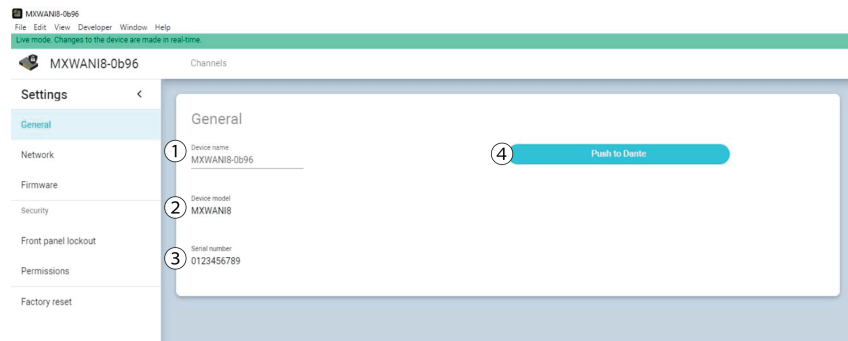 MXWANI8-0b96
File Edit View Developer Window Help
Live mode. Changes to the device are made in real-time.
MXWANI8-0b96 Channels
Settings <
General
Network
Firmware
Security
Front panel lockout
Permissions
Factory reset
General
1 Device name
MXWANI8-0b96
4 Push to Dante
2 Device model
MXWANI8
3 Serial number
0123456789